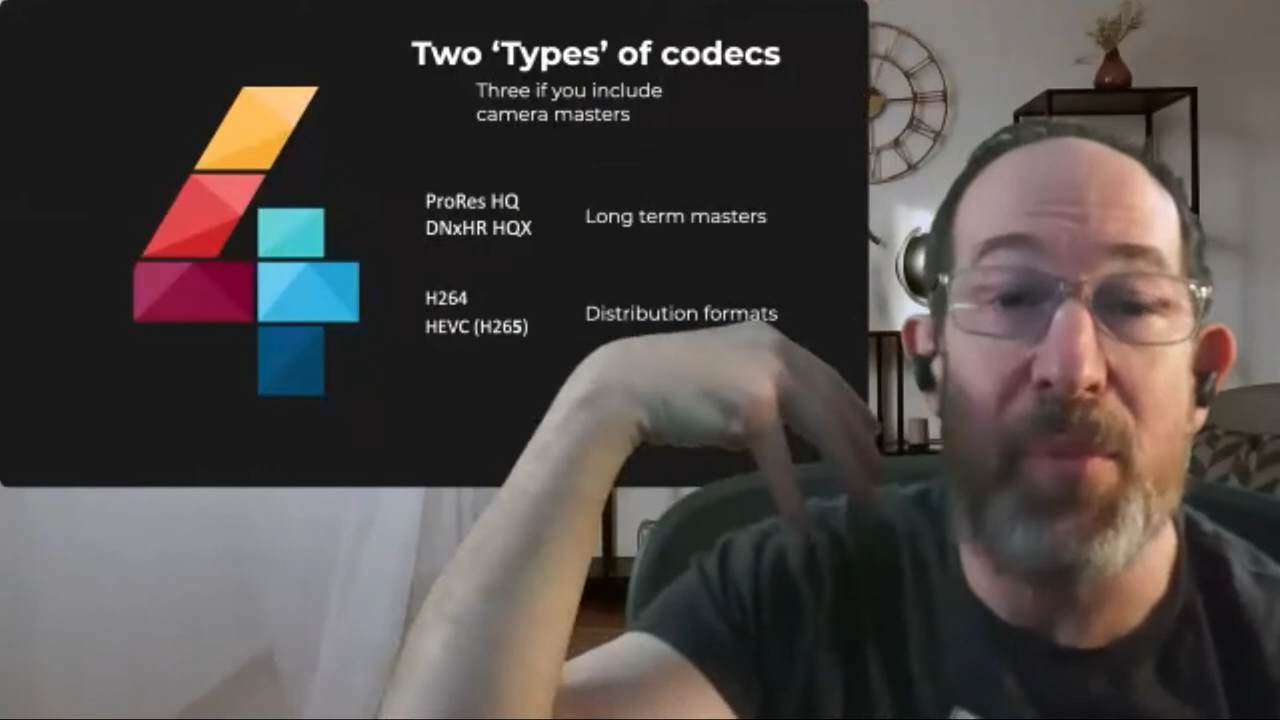 Two ‘Types’ of codecs
Three if you include
camera masters
ProRes HQ
DNxHR HQX
Long term masters
H264
HEVC (H265)
Distribution formats